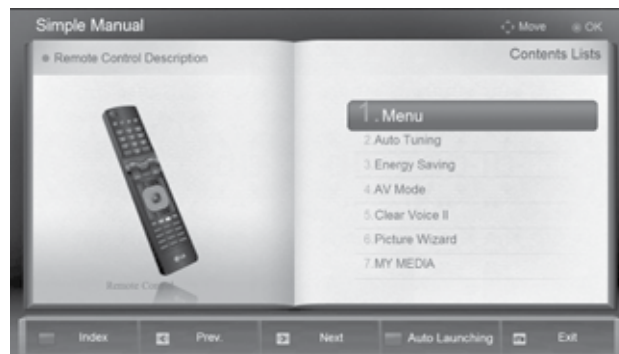 Simple Manual
Move
OK
Remote Control Description
Contents Lists
1. Menu
2.Auto Tuning
3.Energy Saving
4.AV Mode
5.Clear Voice II
6.Picture Wizard
7.MY MEDIA
Remote Control
Index
Prev.
Next
Auto Launching
Exit